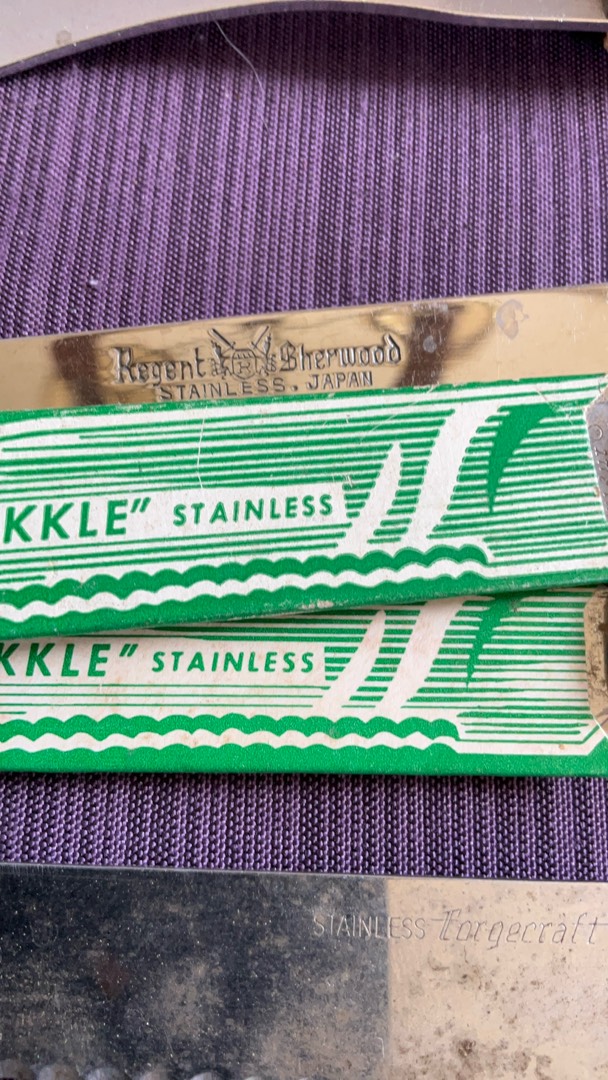 Regent R Sherwood
STAINLESS. JAPAN
KKLE” STAINLESS
KKLE” STAINLESS
STAINLESS Forgecraft